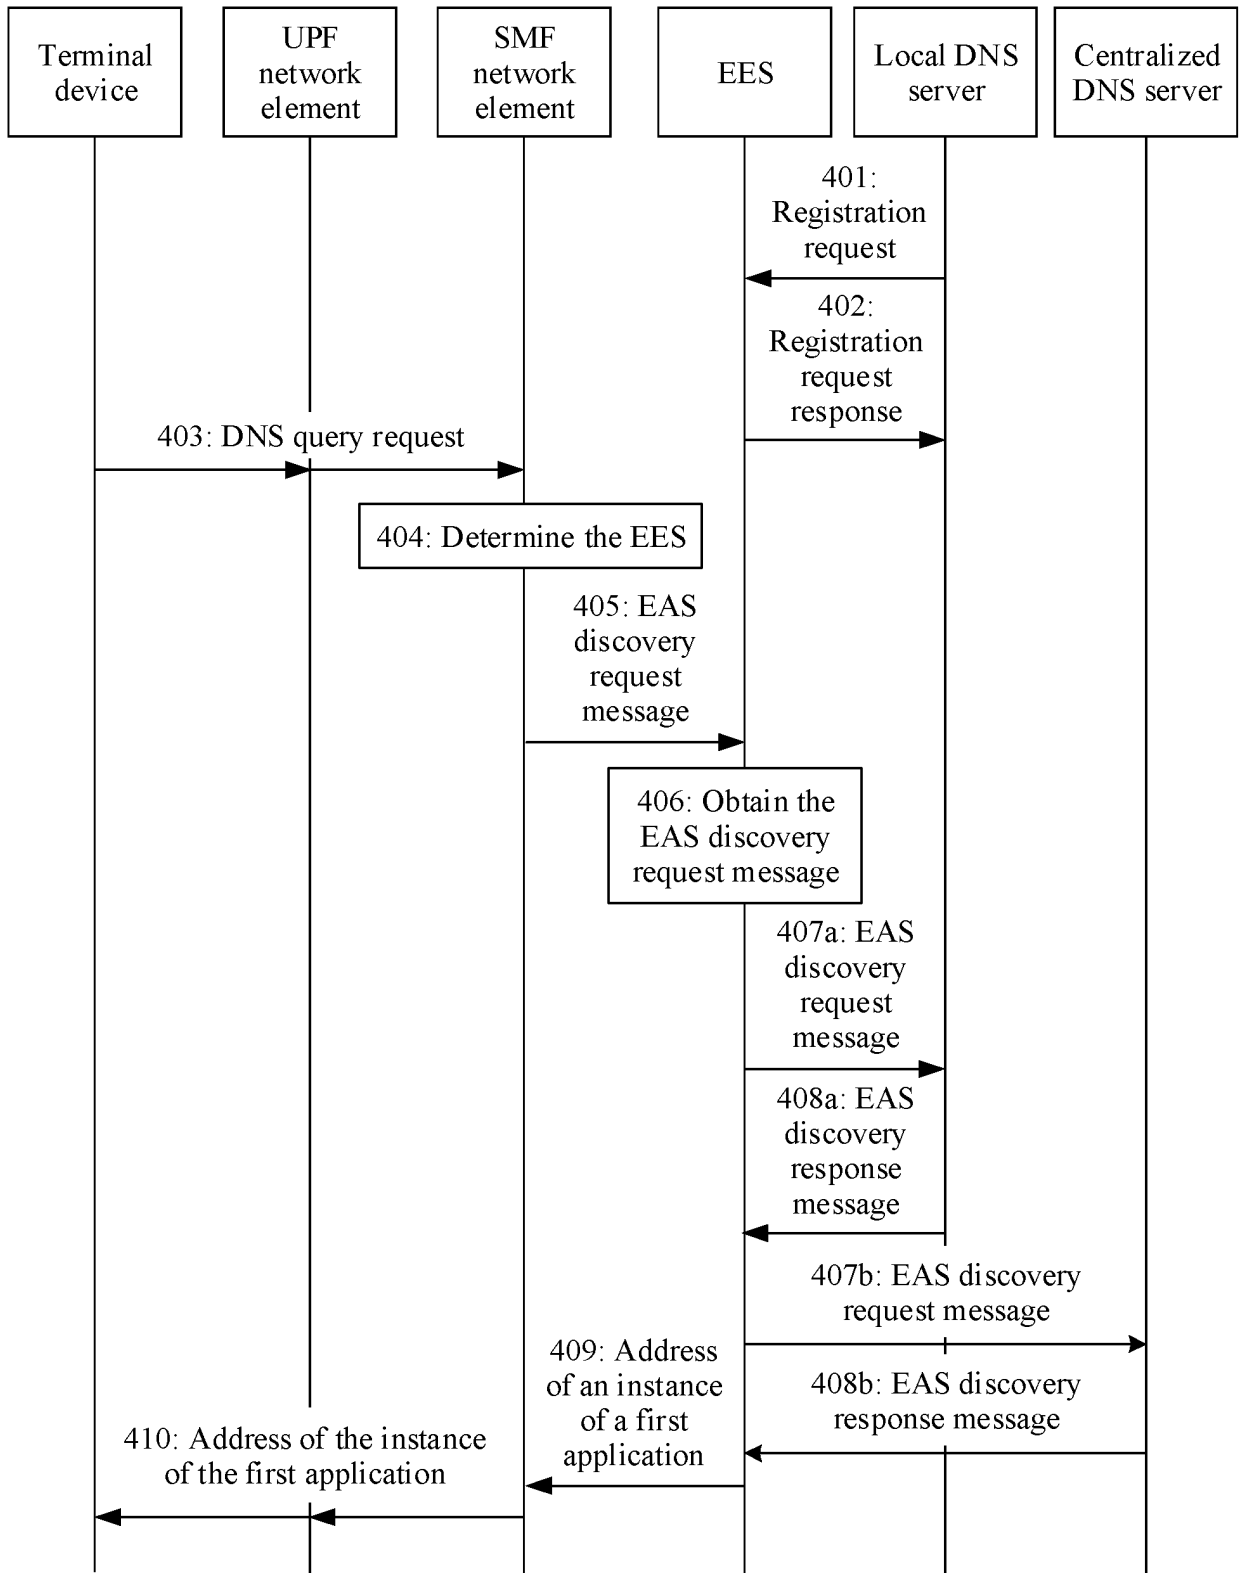 Terminal
device
UPF
network
element
SMF
network
element
EES
Local DNS
server
Centralized
DNS server
401:
Registration
request
402:
Registration
request
response
403: DNS query request
404: Determine the EES
405: EAS
discovery
request
message
406: Obtain the
EAS discovery
request message
407a: EAS
discovery
request
message
408a: EAS
discovery
response
message
407b: EAS discovery
request message
408b: EAS discovery
response message
409: Address
of an instance
of a first
application
410: Address of the instance
of the first application